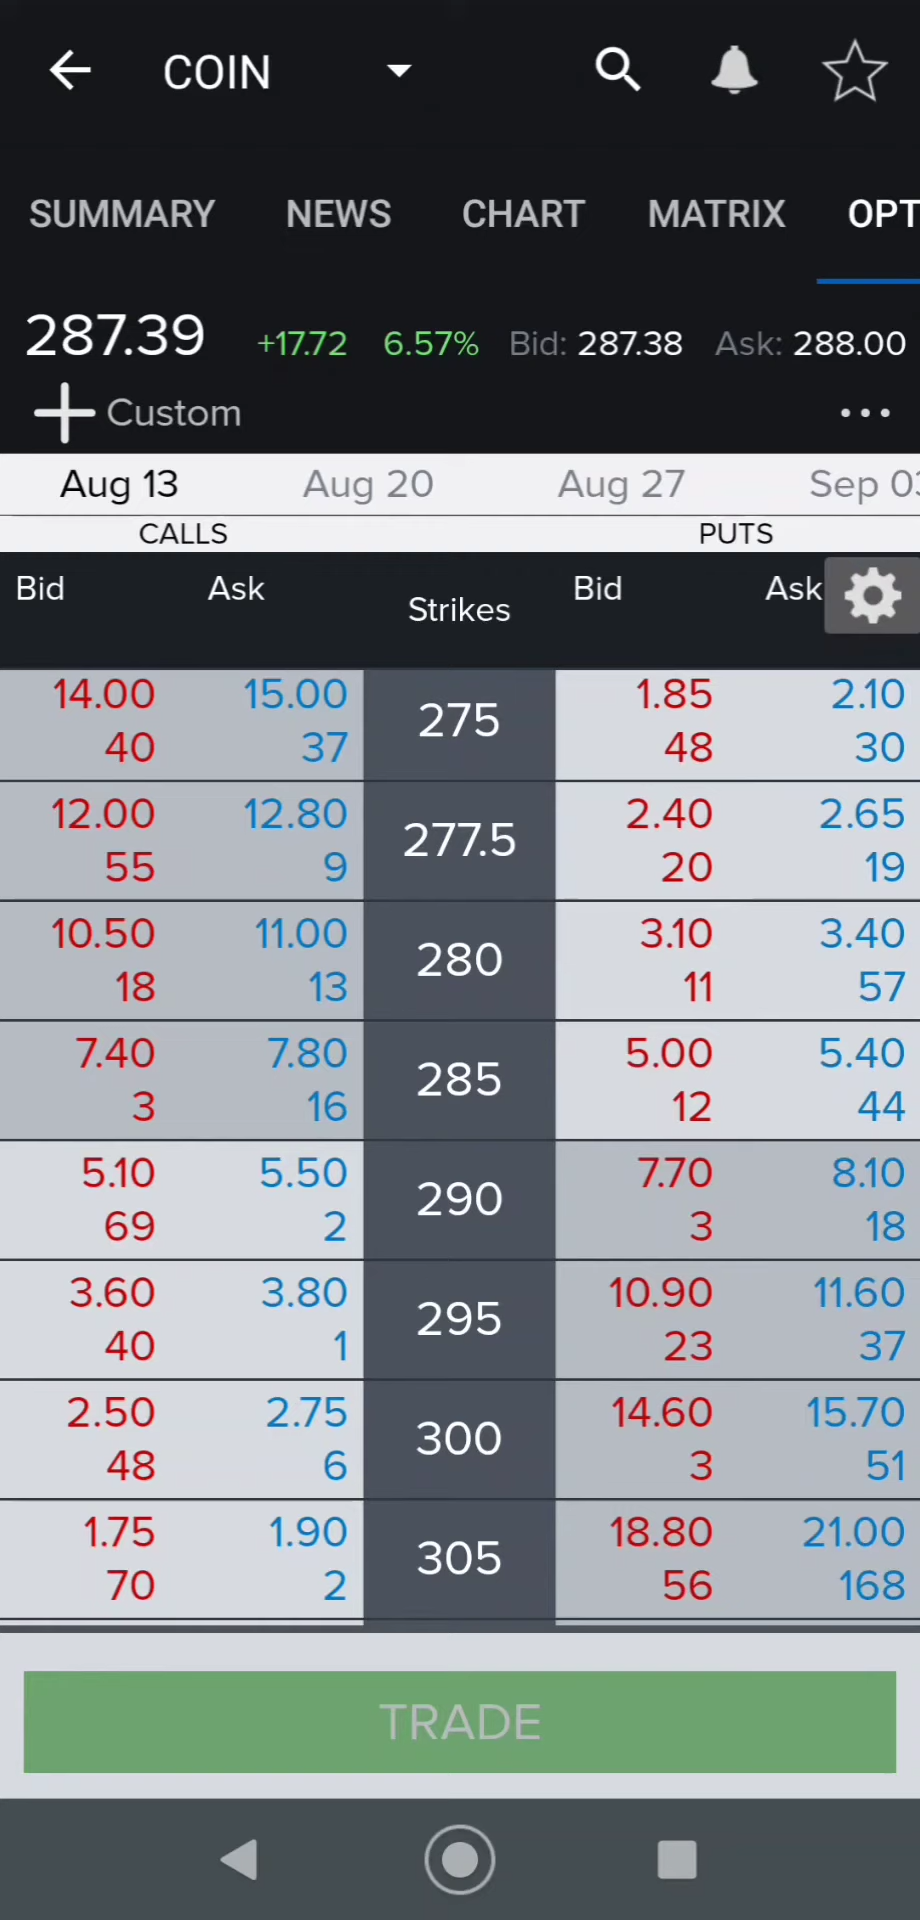 COIN
SUMMARY NEWS CHART MATRIX OPT
287.39 +17.72 6.57% Bid: 287.38 Ask: 288.00
Custom
Aug 13 Aug 20 Aug 27 Sep 03
CALLS PUTS
Bid Ask Strikes Bid Ask
14.00 15.00 275 1.85 2.10
40 37 48 30
12.00 12.80 277.5 2.40 2.65
55 9 20 19
10.50 11.00 280 3.10 3.40
18 13 11 57
7.40 7.80 285 5.00 5.40
3 16 12 44
5.10 5.50 290 7.70 8.10
69 2 3 18
3.60 3.80 295 10.90 11.60
40 1 23 37
2.50 2.75 300 14.60 15.70
48 6 3 51
1.75 1.90 305 18.80 21.00
70 2 56 168
TRADE